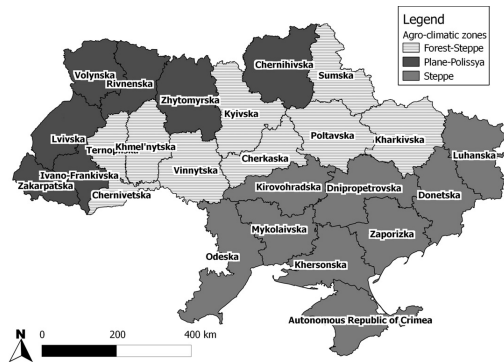 Legend
Agro-climatic zones
Forest-Steppe
Plane-Polissya
Steppe
Chernihivska
Volynska
Rivnenska
Sumska
Zhytomyrska
Kyivska
Lvivska
Poltavska
Kharkivska
Khmel'nytska
Ternopil
Luhanska
Cherkaska
Vinnytska
Ivano-Frankivska
Zakarpatska
Kirovohradska
Dnipropetrovska
Donetska
Chernivetska
Mykolaivska
Zaporizka
Odeska
Khersonska
Autonomous Republic of Crimea
N
0 200 400 km